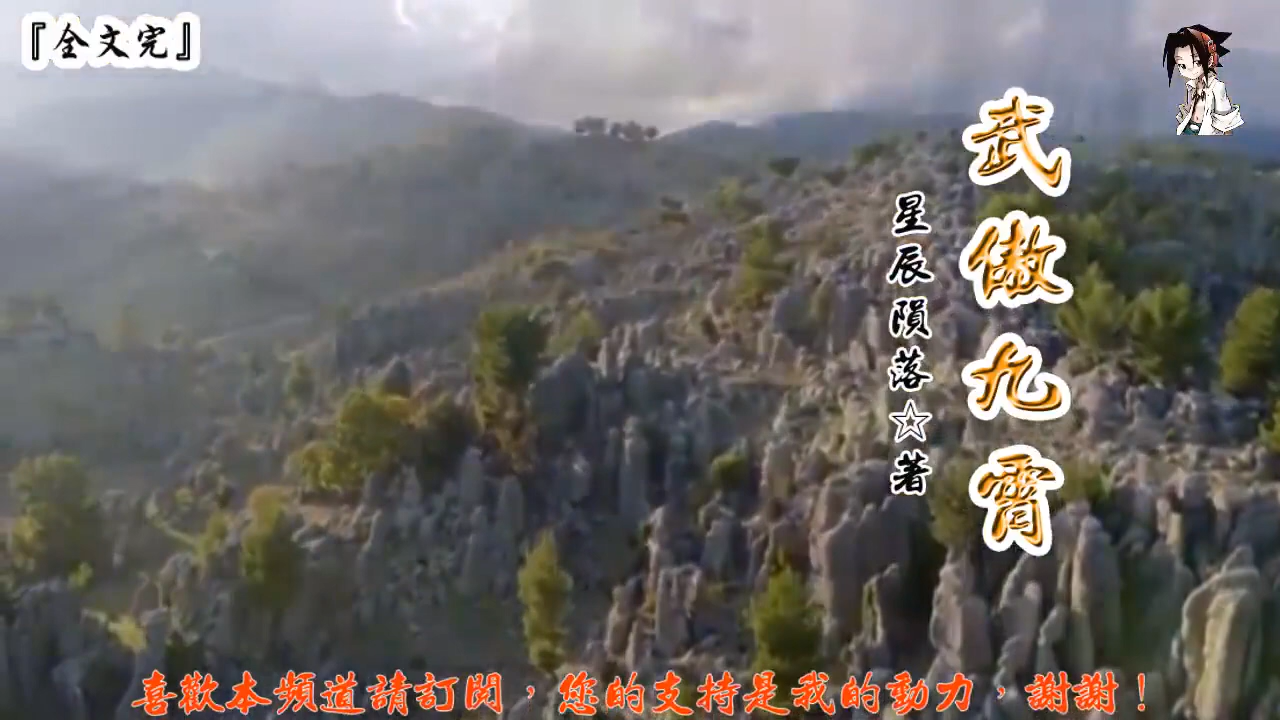 『全文完』
武傲九霄
星辰隕落☆著
喜歡本頻道請訂閱，您的支持是我的動力，謝謝！